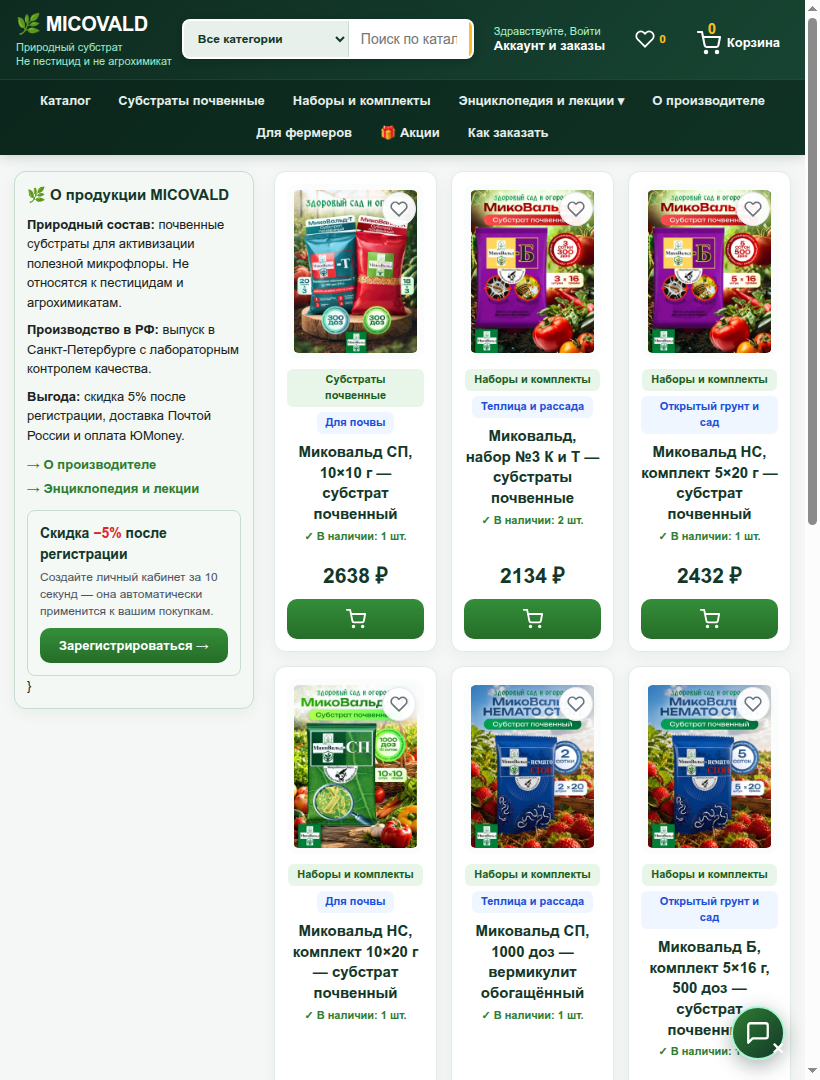 MICOVALD
Природный субстрат
Не пестицид и не агрохимикат
Все категории
Поиск по катал
Здравствуйте, Войти
Аккаунт и заказы
0
0
Корзина
Каталог
Субстраты почвенные
Наборы и комплекты
Энциклопедия и лекции ▾
О производителе
Для фермеров
🎁 Акции
Как заказать
🌿 О продукции MICOVALD
Природный состав: почвенные
субстраты для активизации
полезной микрофлоры. Не
относятся к пестицидам и
агрохимикатам.
Производство в РФ: выпуск в
Санкт-Петербурге с лабораторным
контролем качества.
Выгода: скидка 5% после
регистрации, доставка Почтой
России и оплата ЮMoney.
→ О производителе
→ Энциклопедия и лекции
Скидка −5% после
регистрации
Создайте личный кабинет за 10
секунд — она автоматически
применится к вашим покупкам.
Зарегистрироваться →
}
Субстраты
почвенные
Для почвы
Миковальд СП,
10×10 г —
субстрат
почвенный
✓ В наличии: 1 шт.
2638 ₽
Наборы и комплекты
Теплица и рассада
Миковальд,
набор №3 К и Т —
субстраты
почвенные
✓ В наличии: 2 шт.
2134 ₽
Наборы и комплекты
Открытый грунт и
сад
Миковальд НС,
комплект 5×20 г —
субстрат
почвенный
✓ В наличии: 1 шт.
2432 ₽
Наборы и комплекты
Для почвы
Миковальд НС,
комплект 10×20 г
— субстрат
почвенный
✓ В наличии: 1 шт.
Наборы и комплекты
Теплица и рассада
Миковальд СП,
1000 доз —
вермикулит
обогащённый
✓ В наличии: 1 шт.
Наборы и комплекты
Открытый грунт и
сад
Миковальд Б,
комплект 5×16 г,
500 доз —
субстрат
✓ В наличии: